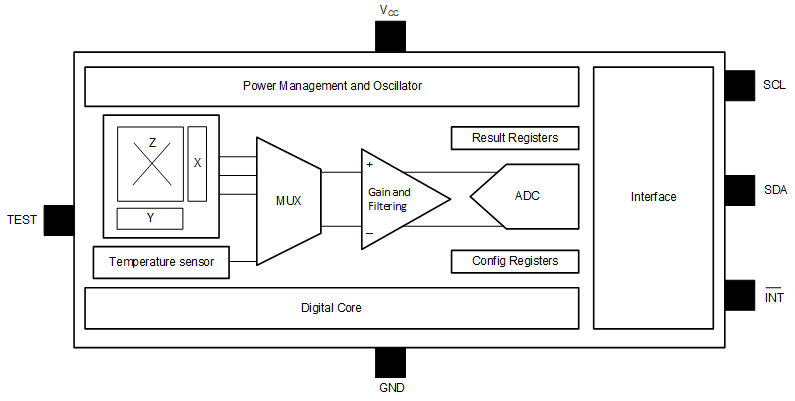 VCC
Power Management and Oscillator
SCL
Z
X
Y
Result Registers
+
MUX
Gain and
Filtering
–
ADC
Interface
SDA
TEST
Temperature sensor
Config Registers
INT
Digital Core
GND